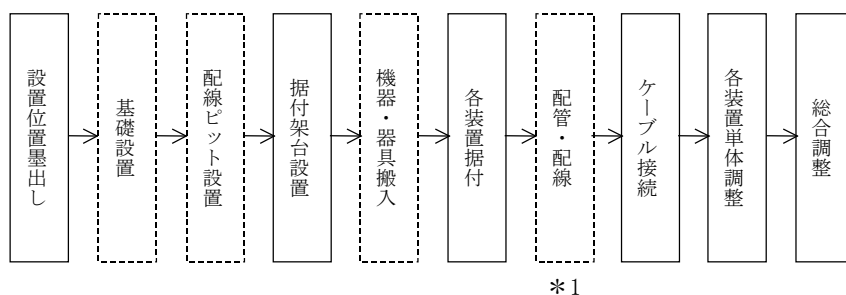 設置位置墨出し
基礎設置
配線ピット設置
据付架台設置
機器・器具搬入
各装置据付
配管・配線
ケーブル接続
各装置単体調整
総合調整
＊1